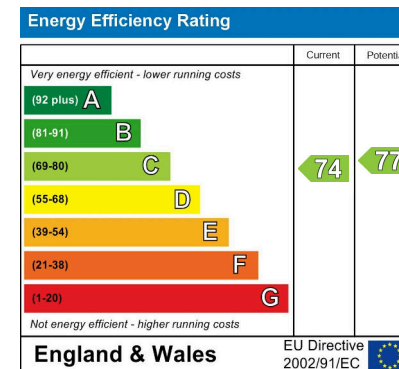 Energy Efficiency Rating
Current Potenti
Very energy efficient - lower running costs
(92 plus) A
(81-91) B
(69-80) C 74 77
(55-68) D
(39-54) E
(21-38) F
(1-20) G
Not energy efficient - higher running costs
England & Wales
EU Directive
2002/91/EC